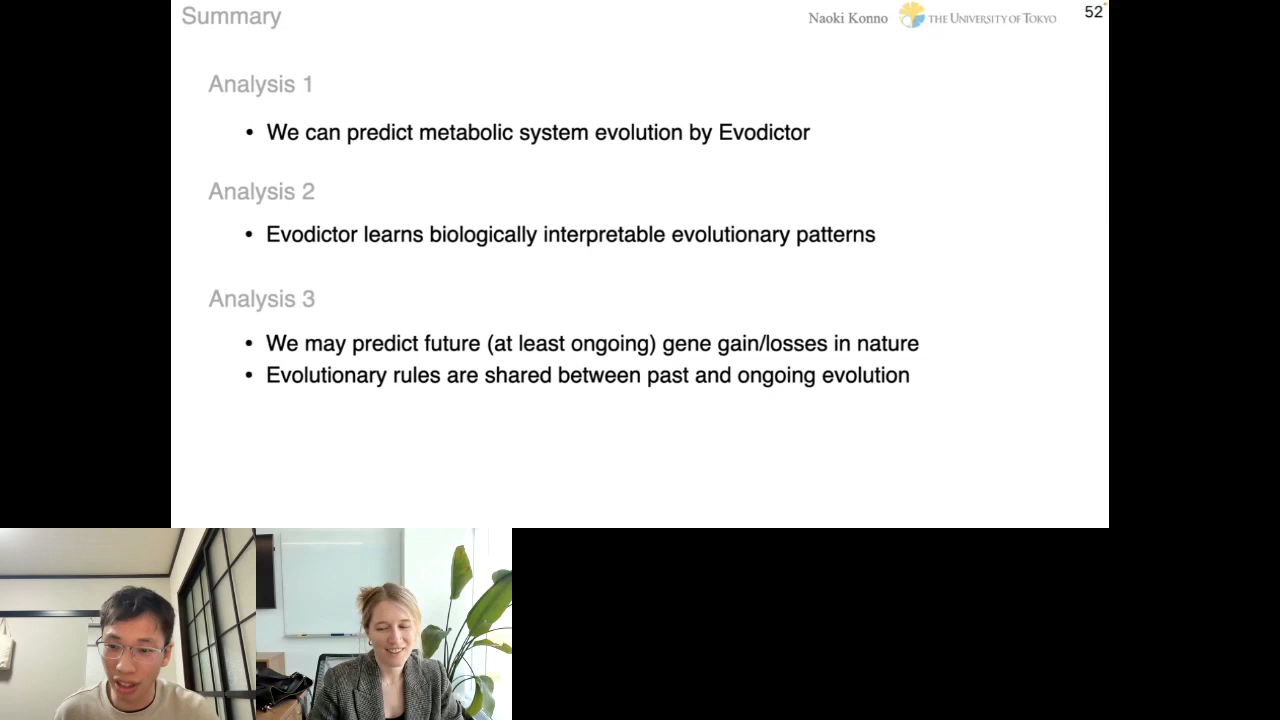 Summary
Naoki Konno THE UNIVERSITY OF TOKYO 52
Analysis 1
• We can predict metabolic system evolution by Evodictor
Analysis 2
• Evodictor learns biologically interpretable evolutionary patterns
Analysis 3
• We may predict future (at least ongoing) gene gain/losses in nature
• Evolutionary rules are shared between past and ongoing evolution